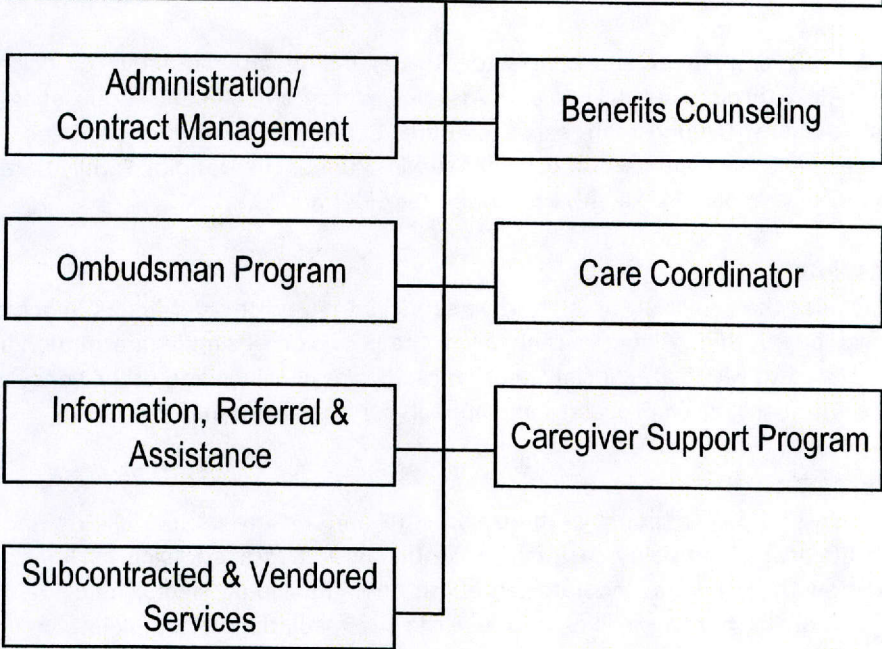 Administration/
Contract Management
Benefits Counseling
Ombudsman Program
Care Coordinator
Information, Referral &
Assistance
Caregiver Support Program
Subcontracted & Vendored
Services